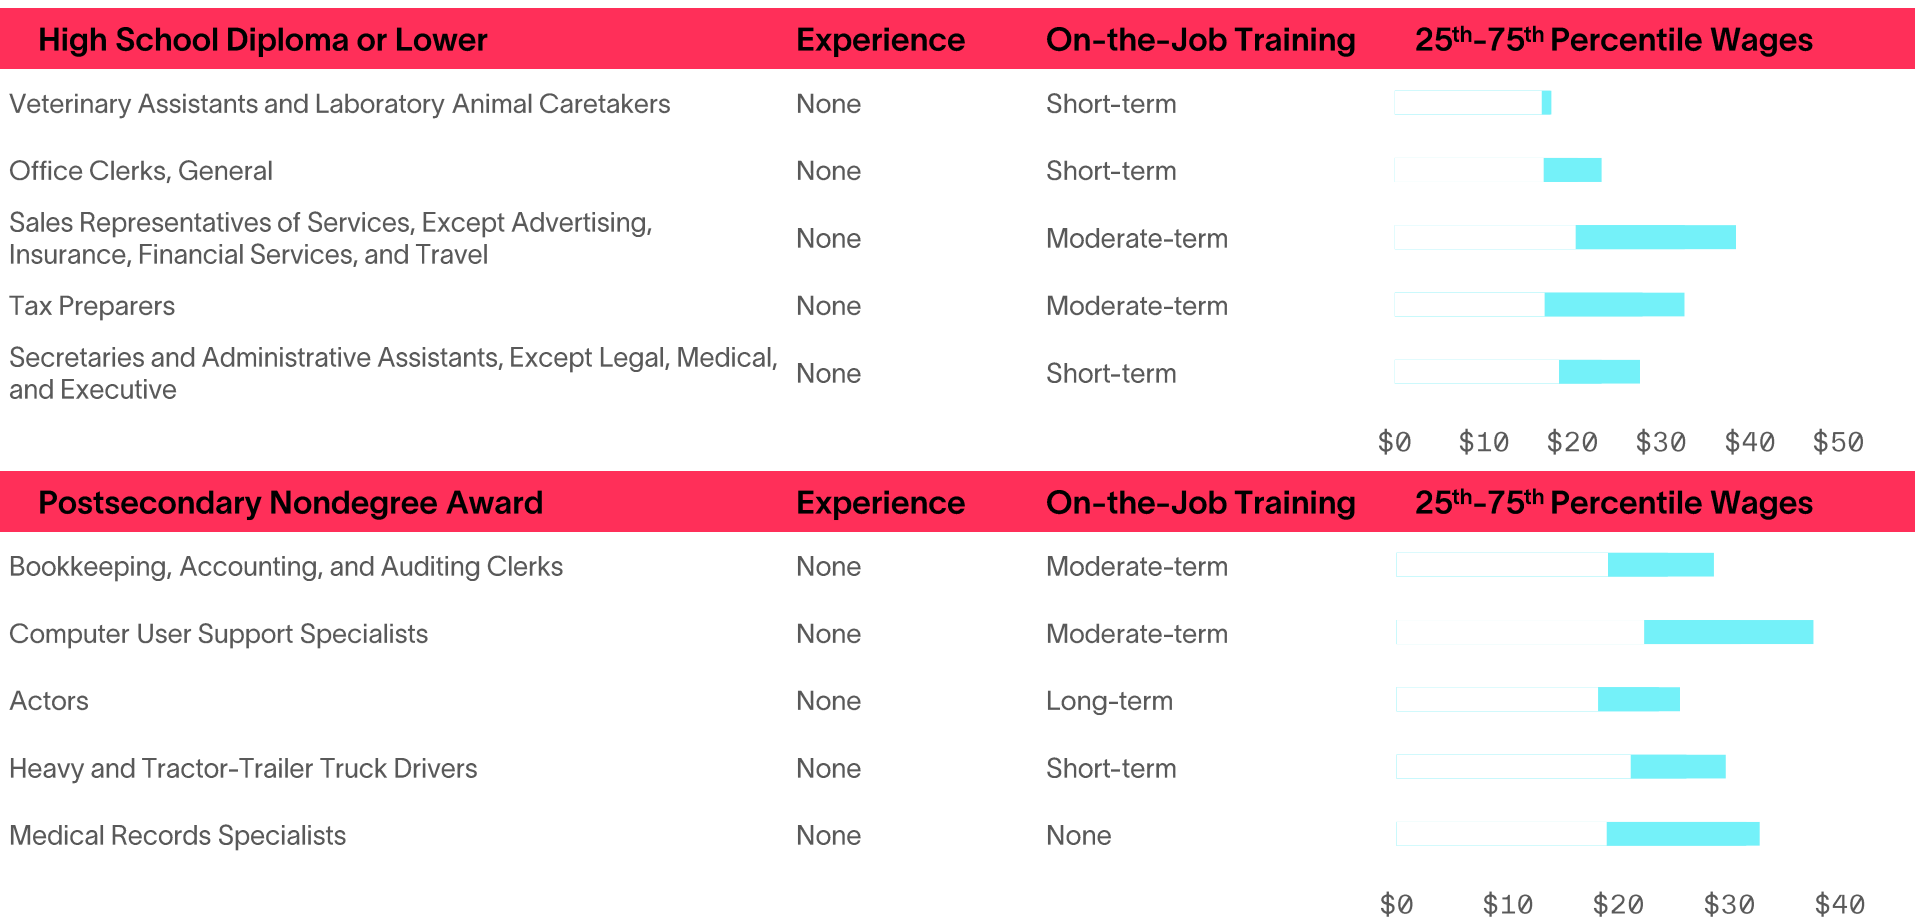 High School Diploma or Lower Experience On-the-Job Training 25th-75th Percentile Wages
Veterinary Assistants and Laboratory Animal Caretakers None Short-term
Office Clerks, General None Short-term
Sales Representatives of Services, Except Advertising,
Insurance, Financial Services, and Travel None Moderate-term
Tax Preparers None Moderate-term
Secretaries and Administrative Assistants, Except Legal, Medical,
and Executive None Short-term
$0 $10 $20 $30 $40 $50
Postsecondary Nondegree Award Experience On-the-Job Training 25th-75th Percentile Wages
Bookkeeping, Accounting, and Auditing Clerks None Moderate-term
Computer User Support Specialists None Moderate-term
Actors None Long-term
Heavy and Tractor-Trailer Truck Drivers None Short-term
Medical Records Specialists None None
$0 $10 $20 $30 $40